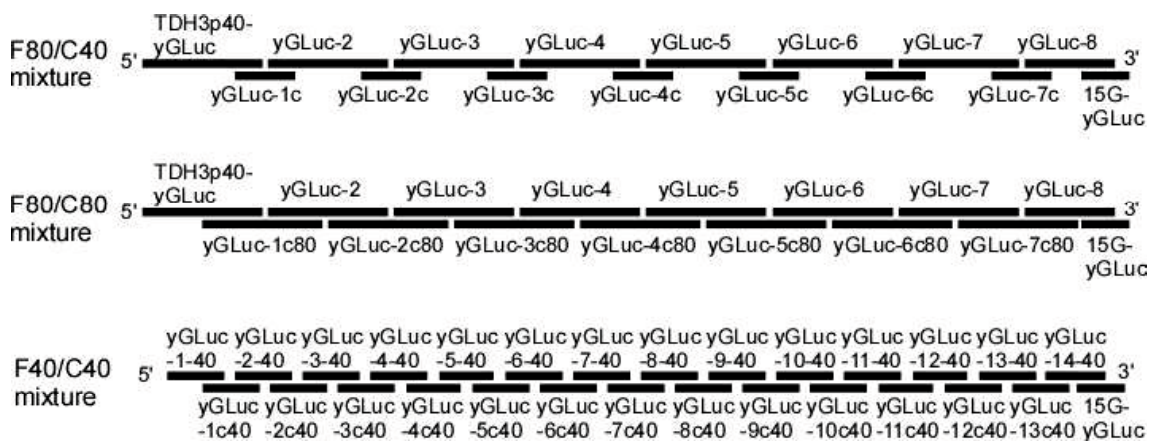 TDH3p40-
yGLuc yGLuc-2 yGLuc-3 yGLuc-4 yGLuc-5 yGLuc-6 yGLuc-7 yGLuc-8
F80/C40
mixture
5' 3'
yGLuc-1c yGLuc-2c yGLuc-3c yGLuc-4c yGLuc-5c yGLuc-6c yGLuc-7c 15G-
yGLuc
TDH3p40-
yGLuc yGLuc-2 yGLuc-3 yGLuc-4 yGLuc-5 yGLuc-6 yGLuc-7 yGLuc-8
F80/C80
mixture
5' 3'
yGLuc-1c80 yGLuc-2c80 yGLuc-3c80 yGLuc-4c80 yGLuc-5c80 yGLuc-6c80 yGLuc-7c80 15G-
yGLuc
yGLuc yGLuc yGLuc yGLuc yGLuc yGLuc yGLuc yGLuc yGLuc yGLuc yGLuc yGLuc yGLuc yGLuc
-1-40 -2-40 -3-40 -4-40 -5-40 -6-40 -7-40 -8-40 -9-40 -10-40 -11-40 -12-40 -13-40 -14-40
F40/C40
mixture
5' 3'
yGLuc yGLuc yGLuc yGLuc yGLuc yGLuc yGLuc yGLuc yGLuc yGLuc yGLuc yGLuc yGLuc 15G-
-1c40 -2c40 -3c40 -4c40 -5c40 -6c40 -7c40 -8c40 -9c40 -10c40 -11c40 -12c40 -13c40 yGLuc